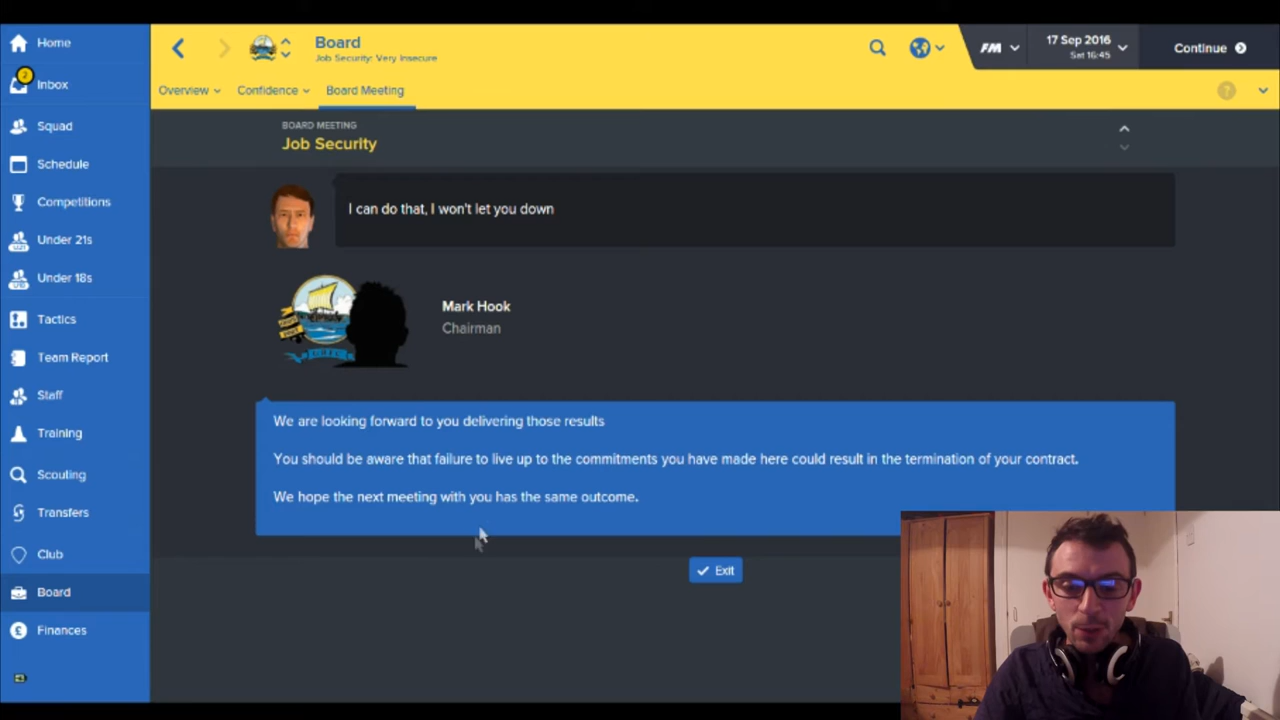 Home
Board
Job Security: Very Insecure
FM
17 Sep 2016
Sat 16:45
Continue
2
Inbox
Overview
Confidence
Board Meeting
?
Squad
Schedule
Competitions
Under 21s
Under 18s
Tactics
Team Report
Staff
Training
Scouting
Transfers
Club
Board
Finances
BOARD MEETING
Job Security
I can do that, I won't let you down
Mark Hook
Chairman
We are looking forward to you delivering those results
You should be aware that failure to live up to the commitments you have made here could result in the termination of your contract.
We hope the next meeting with you has the same outcome.
Exit